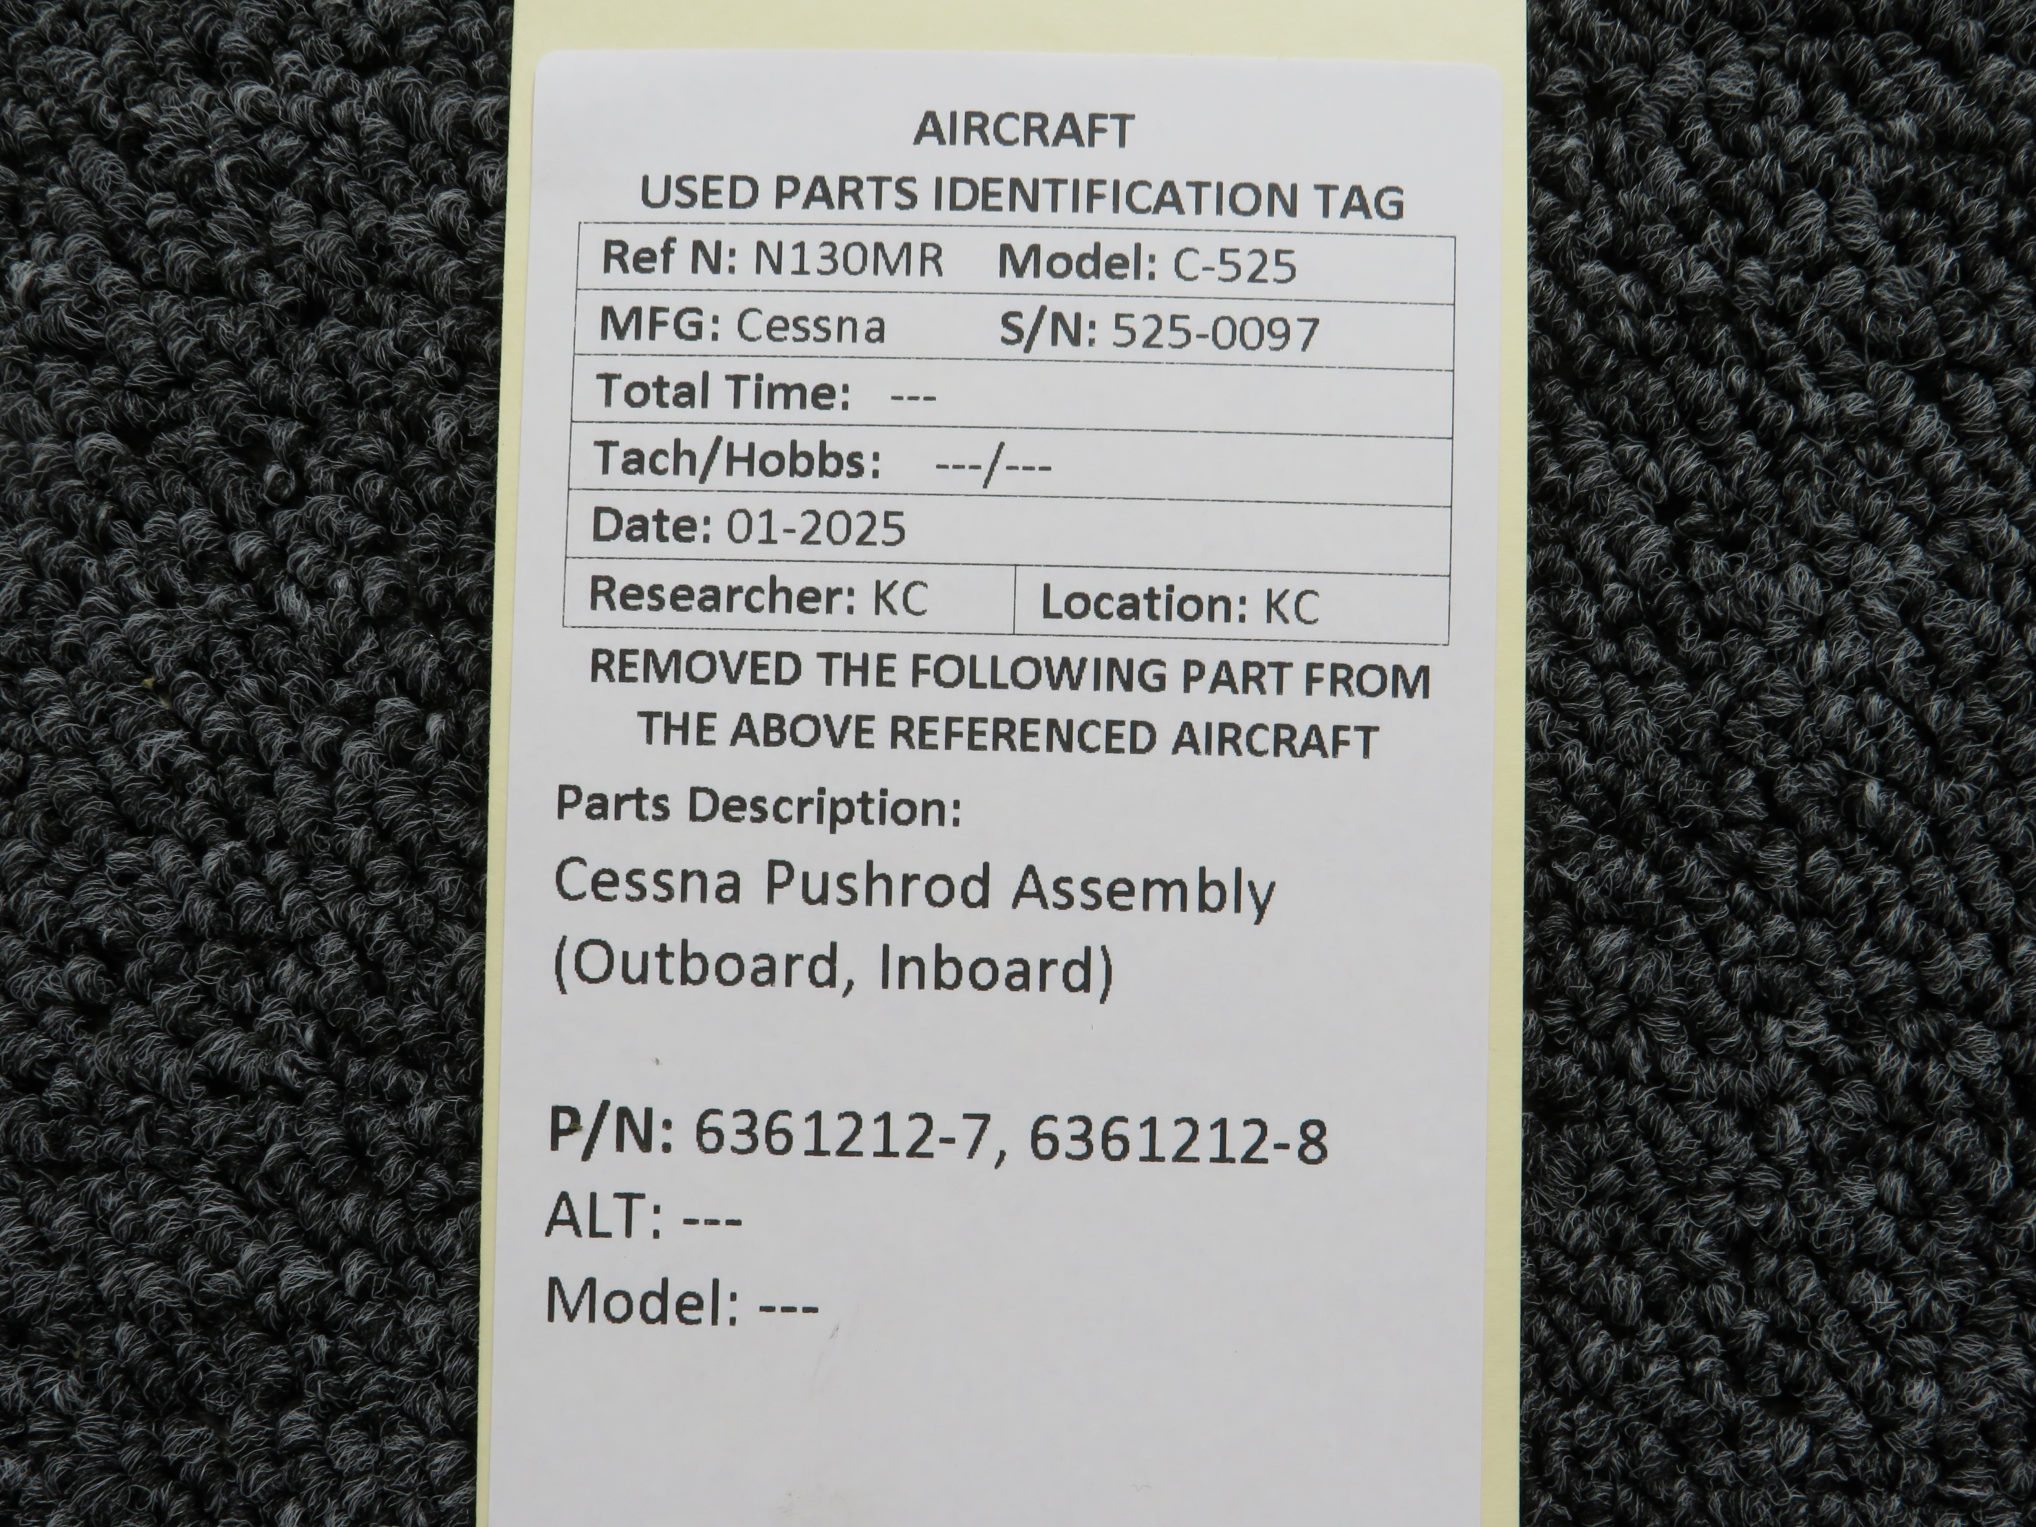 AIRCRAFT
USED PARTS IDENTIFICATION TAG
Ref N: N130MR Model: C-525
MFG: Cessna S/N: 525-0097
Total Time: ---
Tach/Hobbs: ---/---
Date: 01-2025
Researcher: KC Location: KC
REMOVED THE FOLLOWING PART FROM
THE ABOVE REFERENCED AIRCRAFT
Parts Description:
Cessna Pushrod Assembly
(Outboard, Inboard)
P/N: 6361212-7, 6361212-8
ALT: ---
Model: ---